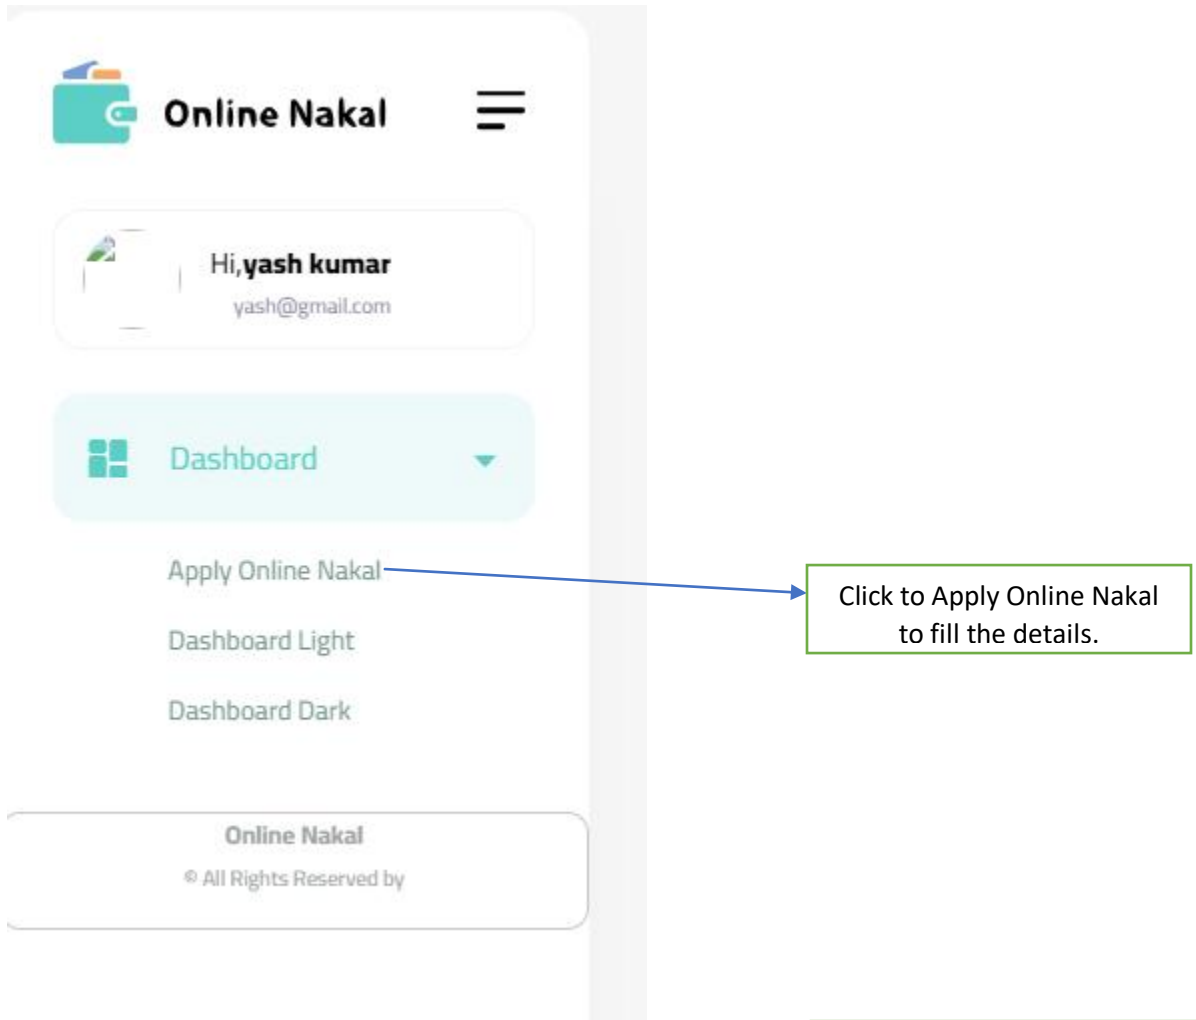 Online Nakal
Hi,yash kumar
yash@gmail.com
Dashboard
Apply Online Nakal
Click to Apply Online Nakal
to fill the details.
Dashboard Light
Dashboard Dark
Online Nakal
© All Rights Reserved by